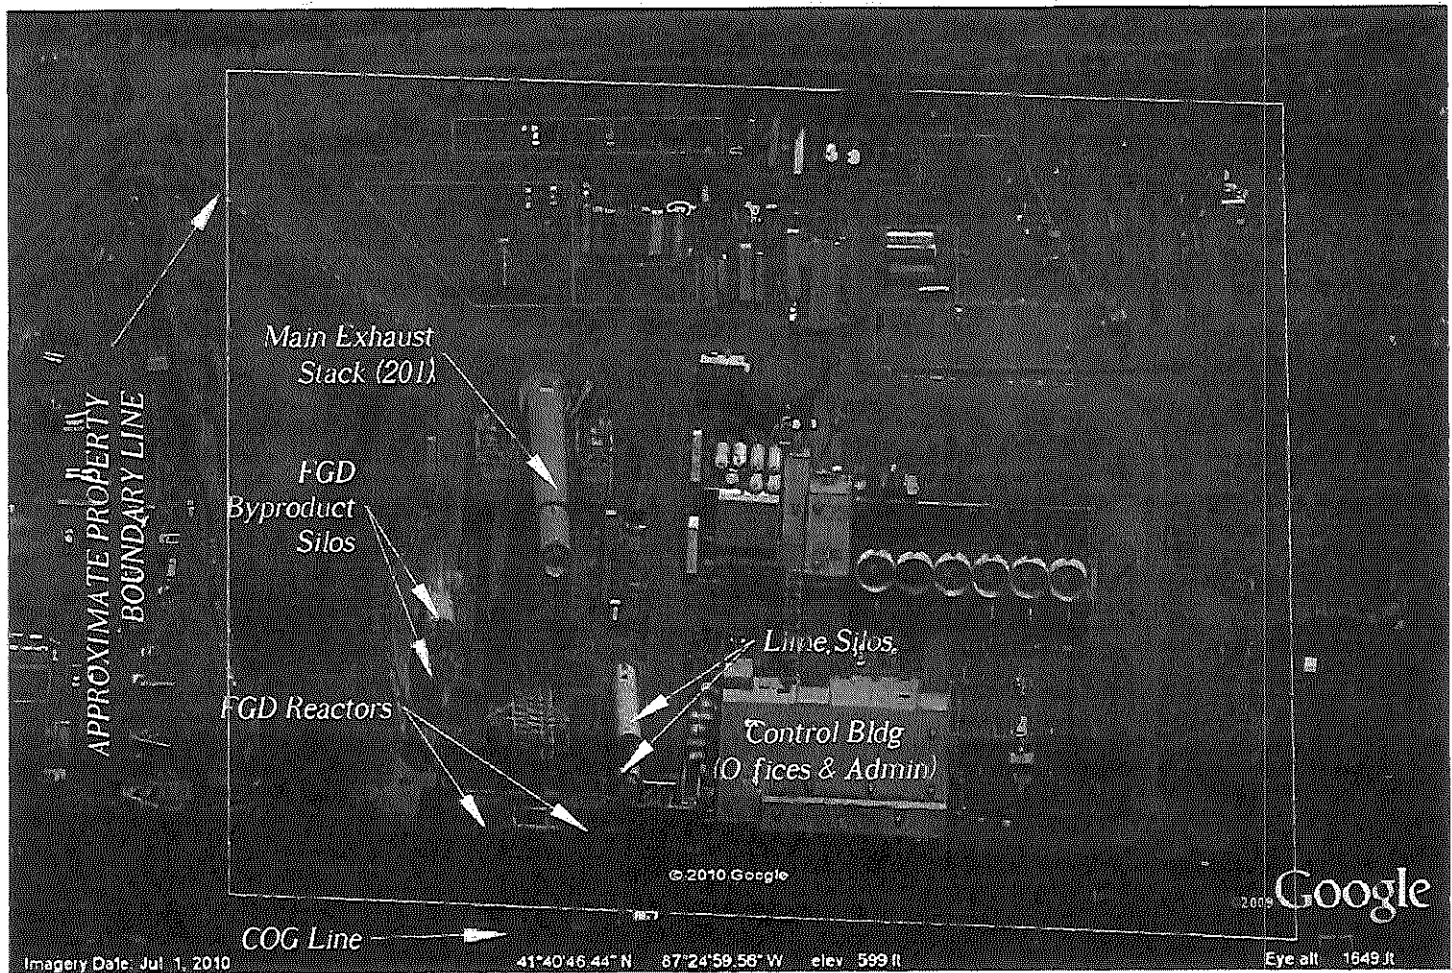 Main Exhaust
Stack (201)
APPROXIMATE PROPERTY
BOUNDARY LINE
FGD
Byproduct
Silos
Lime Silos
FGD Reactors
Control Bldg
(O fices & Admin)
© 2010 Google
2009 Google
COG Line
Imagery Date: Jul 1, 2010
41°40'46.44" N 87°24'59.56" W elev 599 ft
Eye alt 1649 ft